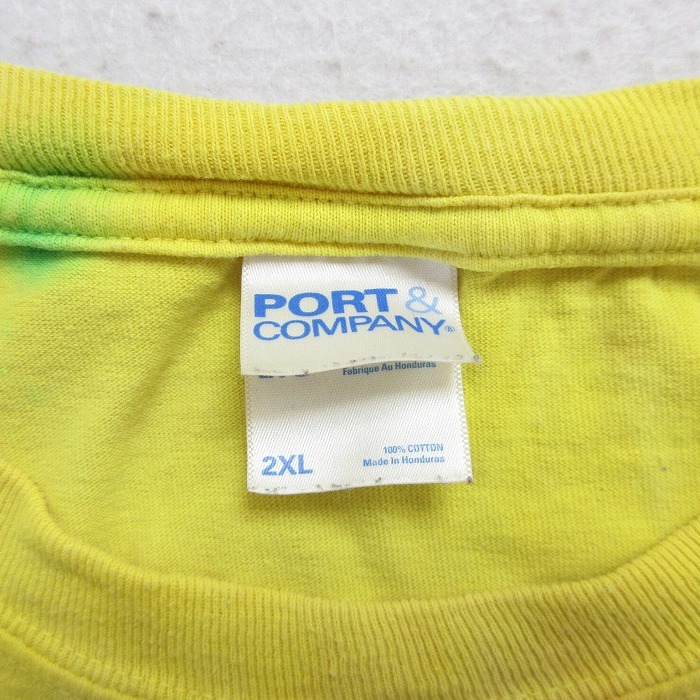 PORT &
COMPANY®
Fabrique Au Honduras
2XL
100% COTTON
Made In Honduras